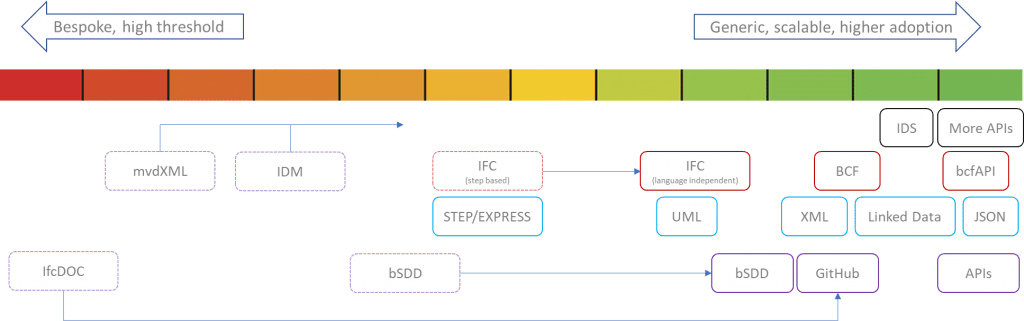 Bespoke, high threshold
Generic, scalable, higher adoption
IDS
More APIs
mvdXML
IDM
IFC
(step based)
IFC
(language independent)
BCF
bcfAPI
STEP/EXPRESS
UML
XML
Linked Data
JSON
IfcDOC
bSDD
bSDD
GitHub
APIs